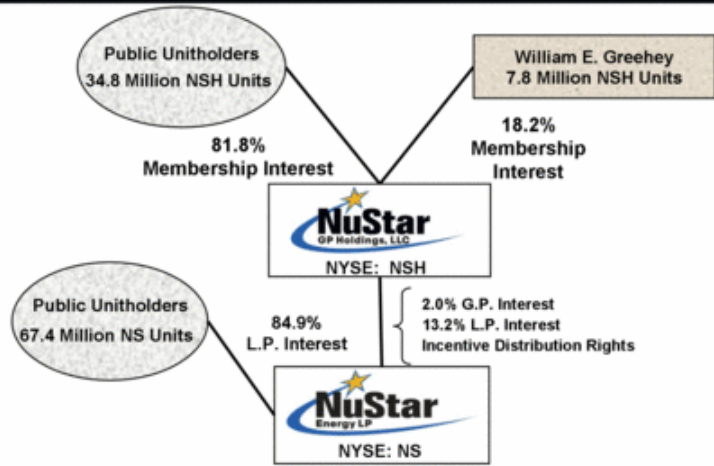 Public Unitholders
34.8 Million NSH Units
William E. Greehey
7.8 Million NSH Units
81.8%
Membership Interest
18.2%
Membership
Interest
NuStar
GP Holdings, LLC
NYSE: NSH
Public Unitholders
67.4 Million NS Units
84.9%
L.P. Interest
2.0% G.P. Interest
13.2% L.P. Interest
Incentive Distribution Rights
NuStar
Energy LP
NYSE: NS